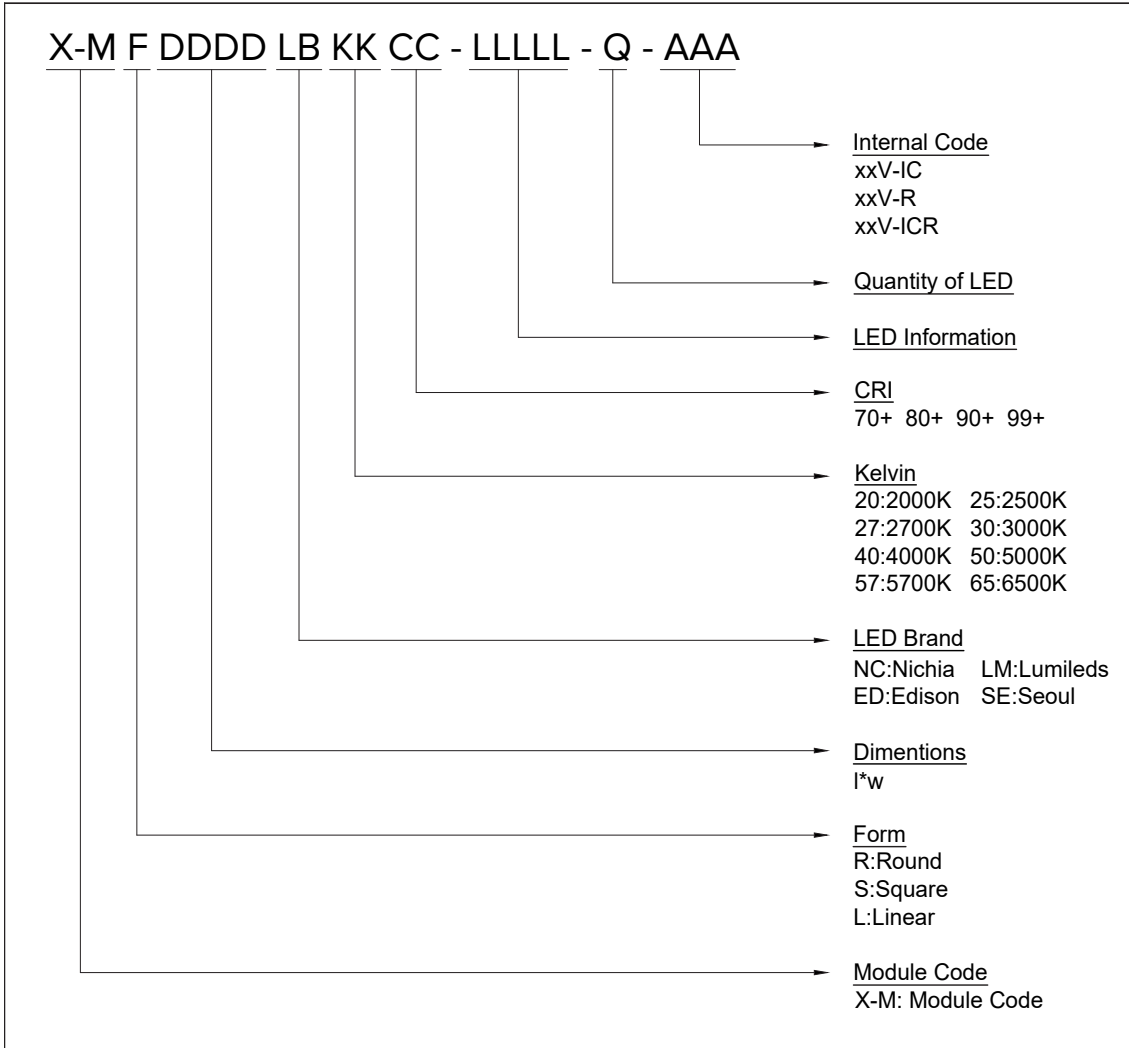 X-M F DDDD LB KK CC - LLLLL - Q - AAA
Internal Code
xxV-IC
xxV-R
xxV-ICR
Quantity of LED
LED Information
CRI
70+ 80+ 90+ 99+
Kelvin
20:2000K 25:2500K
27:2700K 30:3000K
40:4000K 50:5000K
57:5700K 65:6500K
LED Brand
NC:Nichia LM:Lumileds
ED:Edison SE:Seoul
Dimentions
l*w
Form
R:Round
S:Square
L:Linear
Module Code
X-M: Module Code